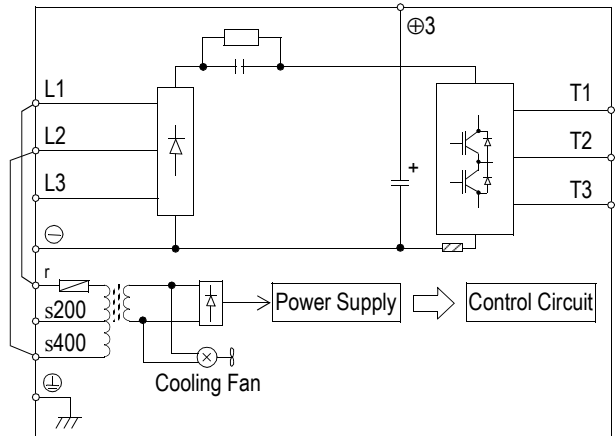 ⊕3
L1
T1
L2
T2
+
L3
T3
⊖
r
s200
Power Supply
Control Circuit
s400
Cooling Fan